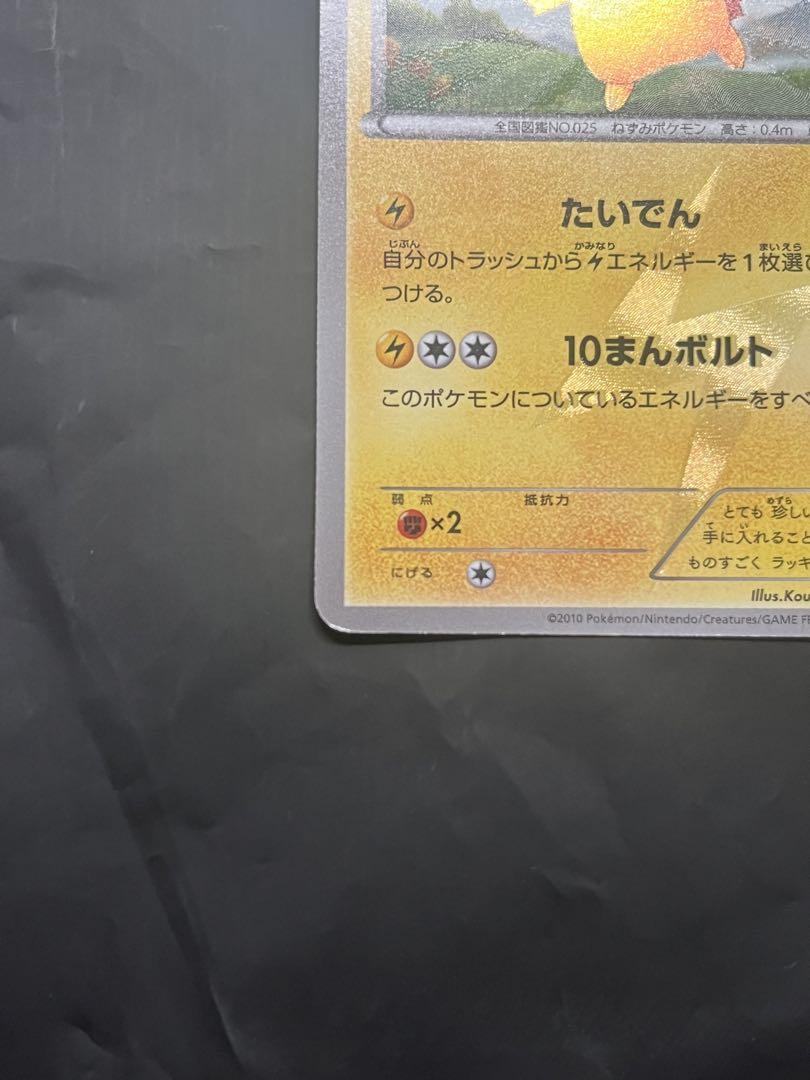 全国図鑑NO.025 ねずみポケモン 高さ:0.4m
たいでん
じぶん かみなり まいえら
自分のトラッシュからエネルギーを1枚選び
つける。
10まんボルト
このポケモンについているエネルギーをすべ
弱点 抵抗力
×2
にげる
めずら
とても 珍しい
て い
手に入れること
ものすごく ラッキ
Illus.Kou
©2010 Pokémon/Nintendo/Creatures/GAME FR